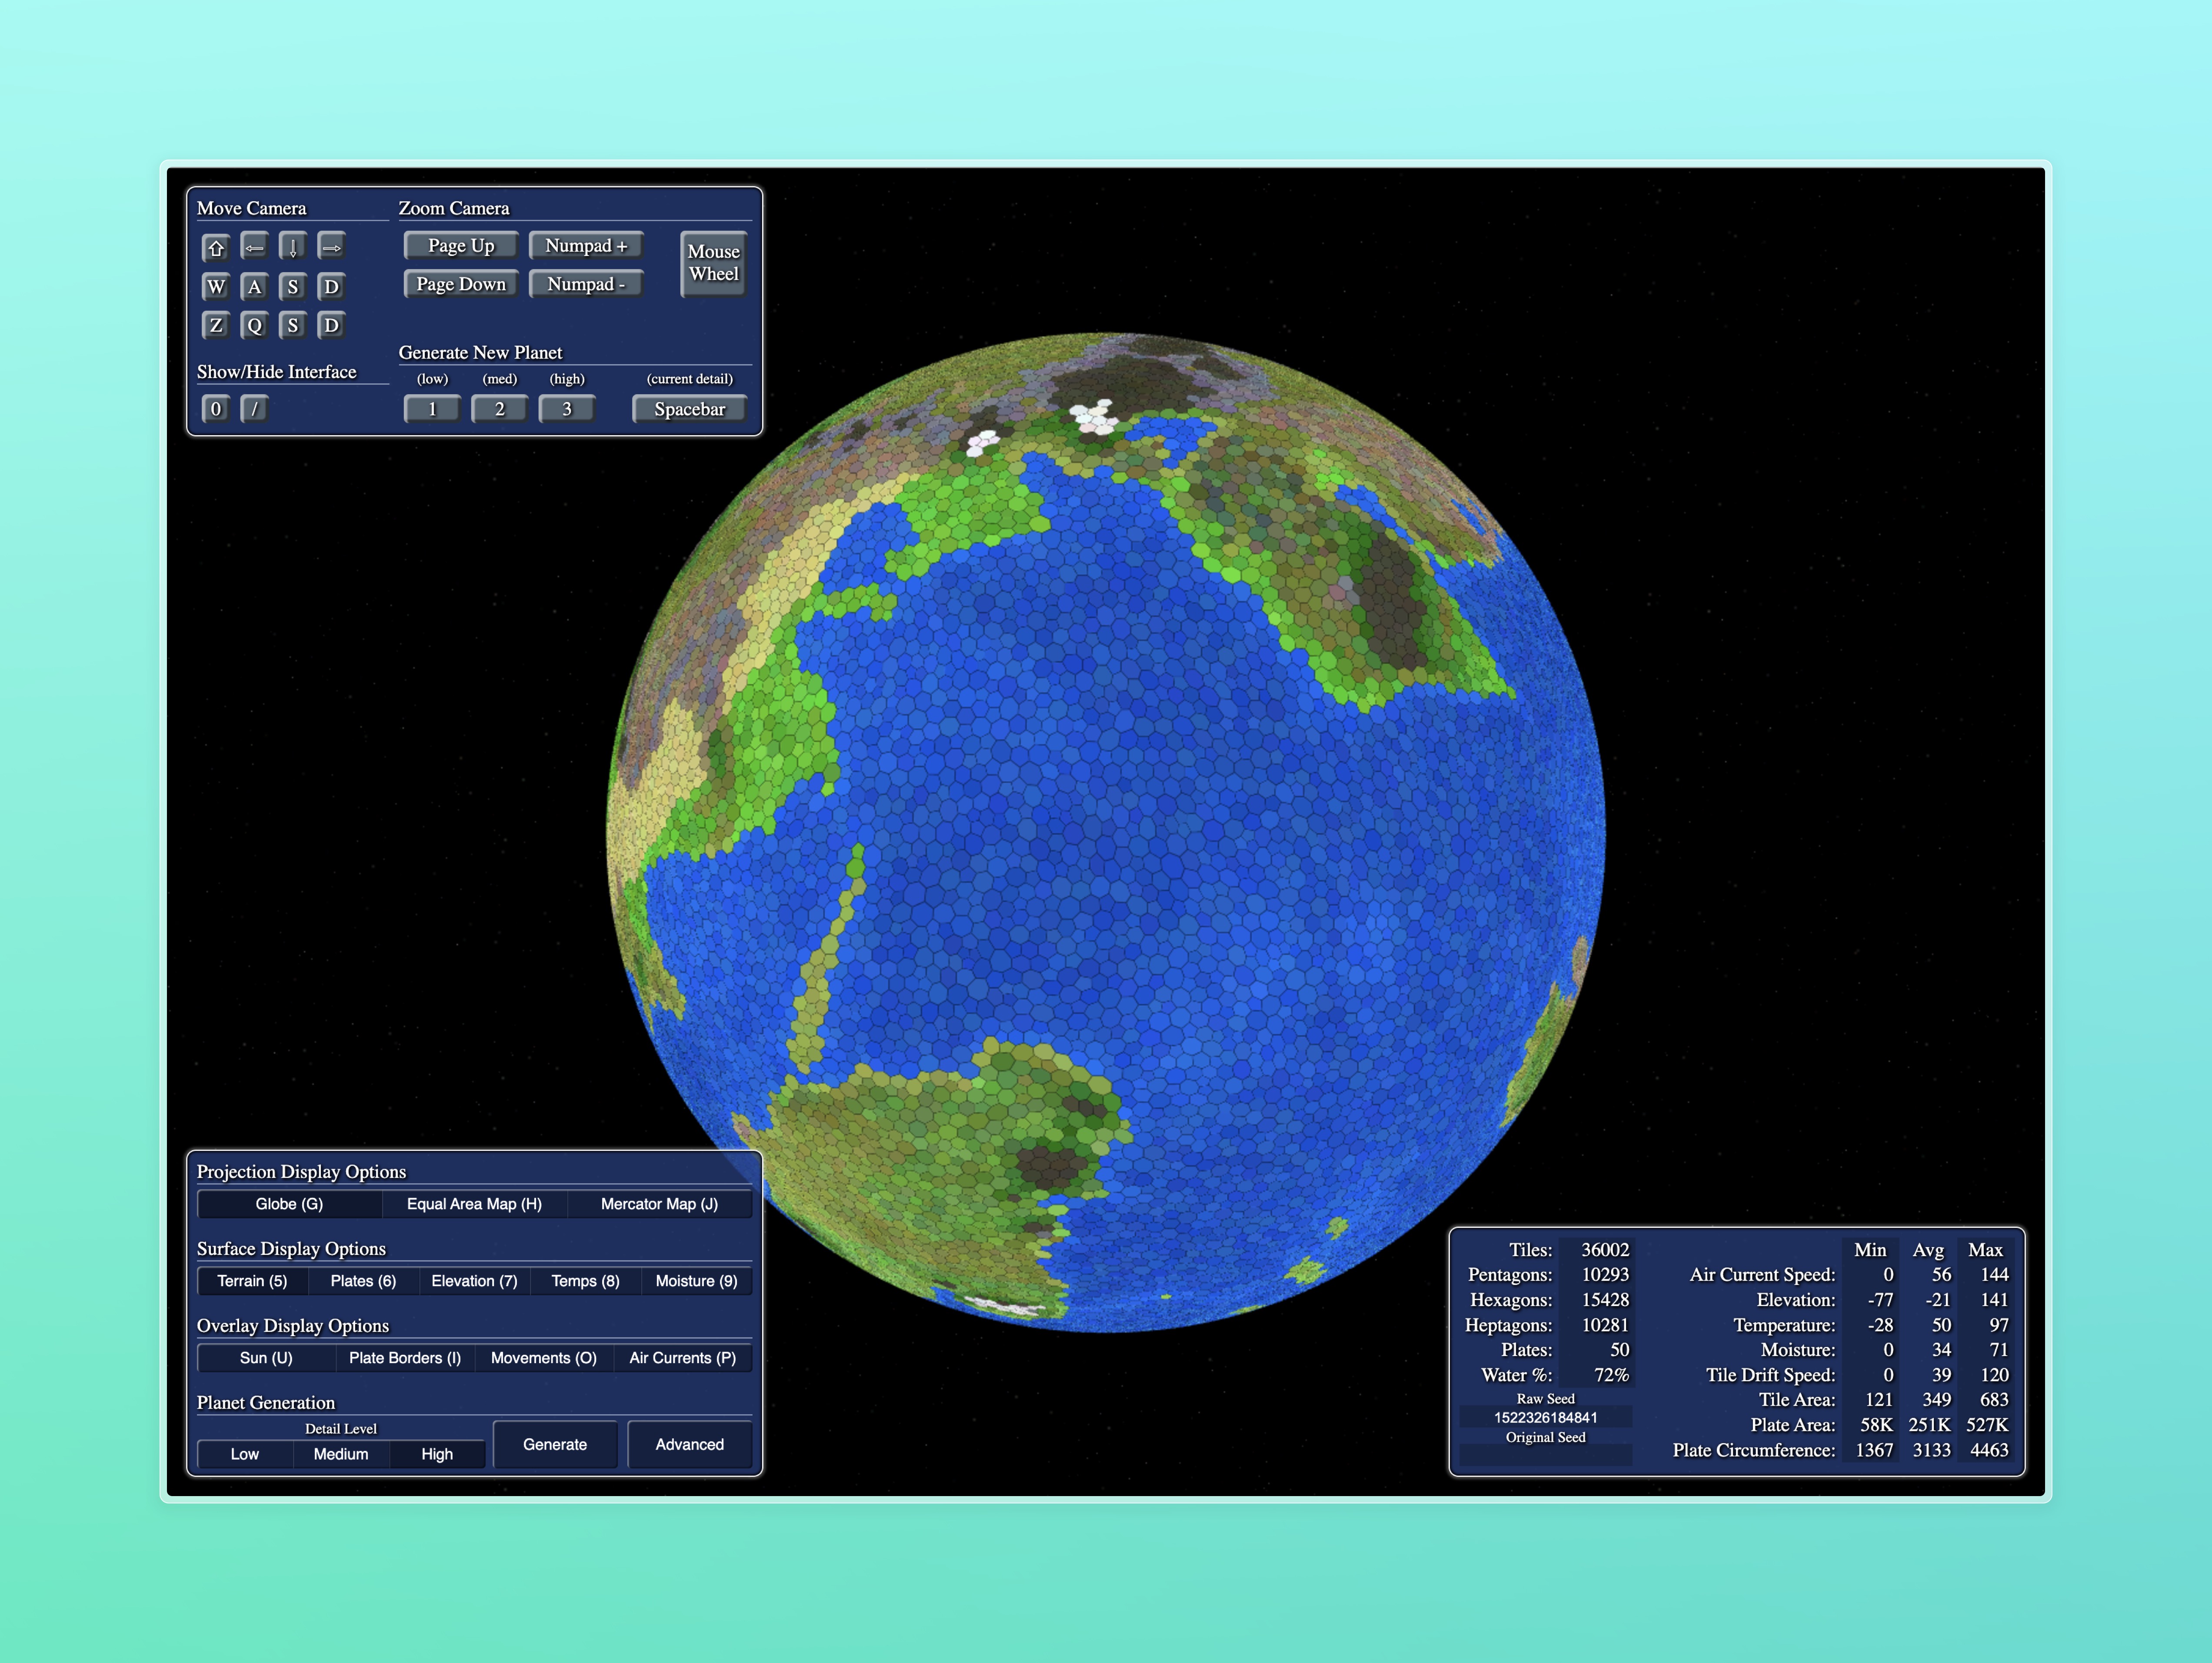 Move Camera
⇧ ← ↓ →
W A S D
Z Q S D
Show/Hide Interface
0 /
Zoom Camera
Page Up Numpad +
Page Down Numpad -
Mouse
Wheel
Generate New Planet
(low) (med) (high) (current detail)
1 2 3 Spacebar
Projection Display Options
Globe (G) Equal Area Map (H) Mercator Map (J)
Surface Display Options
Terrain (5) Plates (6) Elevation (7) Temps (8) Moisture (9)
Overlay Display Options
Sun (U) Plate Borders (I) Movements (O) Air Currents (P)
Planet Generation
Detail Level
Low Medium High Generate Advanced
Tiles: 36002
Pentagons: 10293
Hexagons: 15428
Heptagons: 10281
Plates: 50
Water %: 72%
Raw Seed
1522326184841
Original Seed
Min Avg Max
Air Current Speed: 0 56 144
Elevation: -77 -21 141
Temperature: -28 50 97
Moisture: 0 34 71
Tile Drift Speed: 0 39 120
Tile Area: 121 349 683
Plate Area: 58K 251K 527K
Plate Circumference: 1367 3133 4463